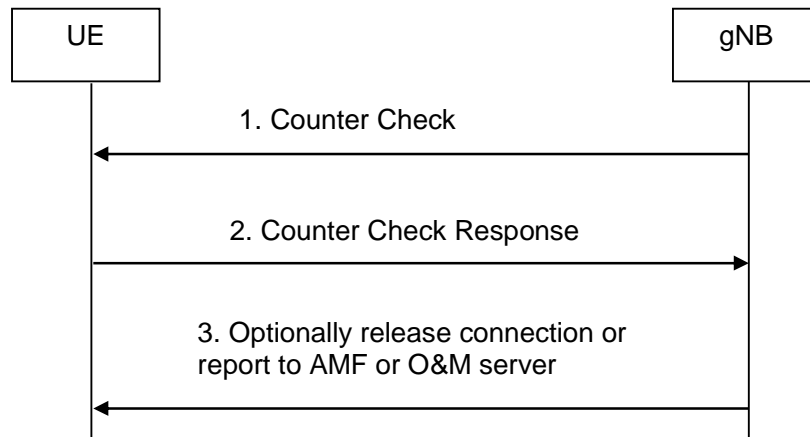 UE
gNB
1. Counter Check
2. Counter Check Response
3. Optionally release connection or
report to AMF or O&M server